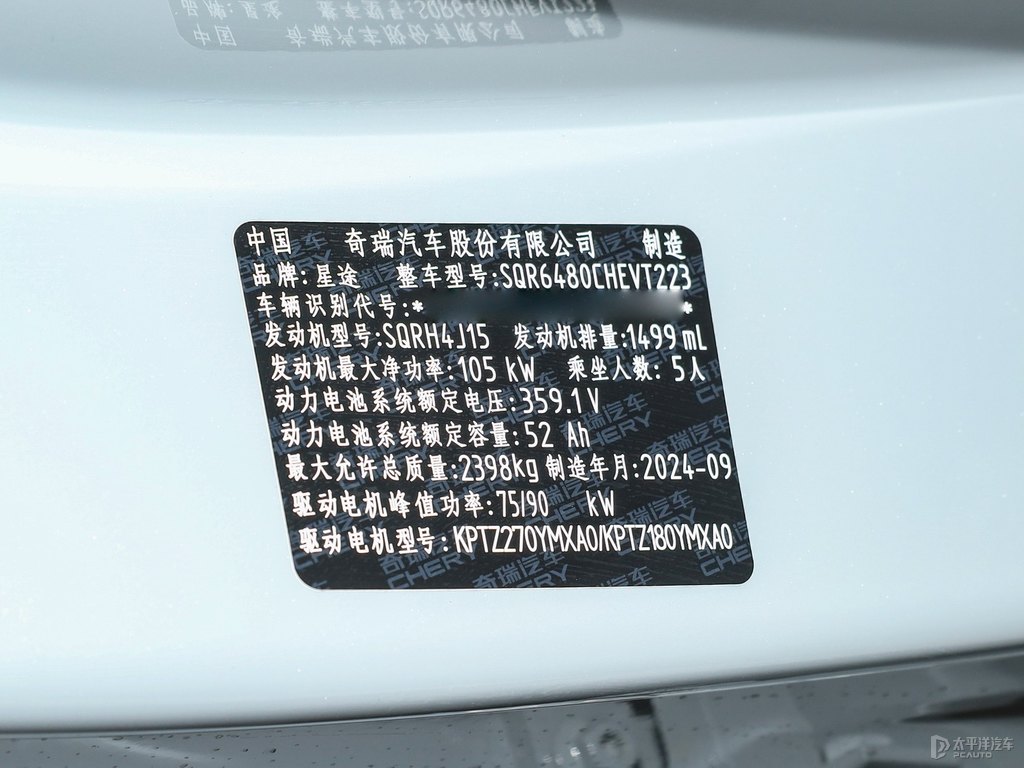 中国 奇瑞汽车股份有限公司 制造
品牌:星途 整车型号:SQR6480CHEVT223
车辆识别代号:* *
发动机型号:SQRH4J15 发动机排量:1499 mL
发动机最大净功率:105 kW 乘坐人数:5人
动力电池系统额定电压:359.1V
动力电池系统额定容量:52 Ah
最大允许总质量:2398kg 制造年月:2024-09
驱动电机峰值功率:75/90 kW
驱动电机型号:KPTZ270YMXA0/KPTZ180YMXA0
奇瑞汽车
CHERY
太平洋汽车
PCAUTO